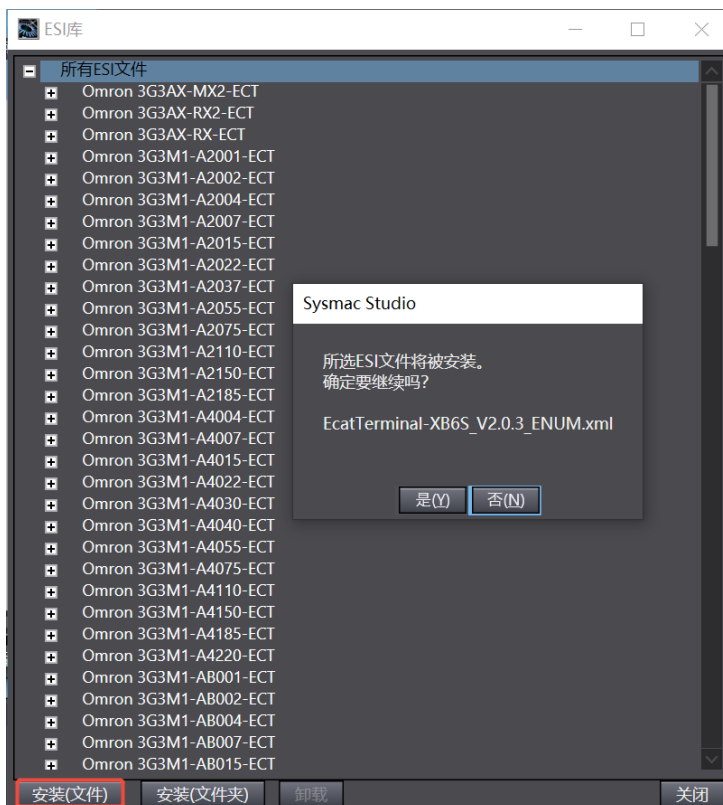 ESI库
所有ESI文件
Omron 3G3AX-MX2-ECT
Omron 3G3AX-RX2-ECT
Omron 3G3AX-RX-ECT
Omron 3G3M1-A2001-ECT
Omron 3G3M1-A2002-ECT
Omron 3G3M1-A2004-ECT
Omron 3G3M1-A2007-ECT
Omron 3G3M1-A2015-ECT
Omron 3G3M1-A2022-ECT
Omron 3G3M1-A2037-ECT
Omron 3G3M1-A2055-ECT
Omron 3G3M1-A2075-ECT
Omron 3G3M1-A2110-ECT
Omron 3G3M1-A2150-ECT
Omron 3G3M1-A2185-ECT
Omron 3G3M1-A4004-ECT
Omron 3G3M1-A4007-ECT
Omron 3G3M1-A4015-ECT
Omron 3G3M1-A4022-ECT
Omron 3G3M1-A4030-ECT
Omron 3G3M1-A4040-ECT
Omron 3G3M1-A4055-ECT
Omron 3G3M1-A4075-ECT
Omron 3G3M1-A4110-ECT
Omron 3G3M1-A4150-ECT
Omron 3G3M1-A4185-ECT
Omron 3G3M1-A4220-ECT
Omron 3G3M1-AB001-ECT
Omron 3G3M1-AB002-ECT
Omron 3G3M1-AB004-ECT
Omron 3G3M1-AB007-ECT
Omron 3G3M1-AB015-ECT
Sysmac Studio
所选ESI文件将被安装。
确定要继续吗?
EcatTerminal-XB6S_V2.0.3_ENUM.xml
是(Y) 否(N)
安装(文件) 安装(文件夹) 卸载 关闭